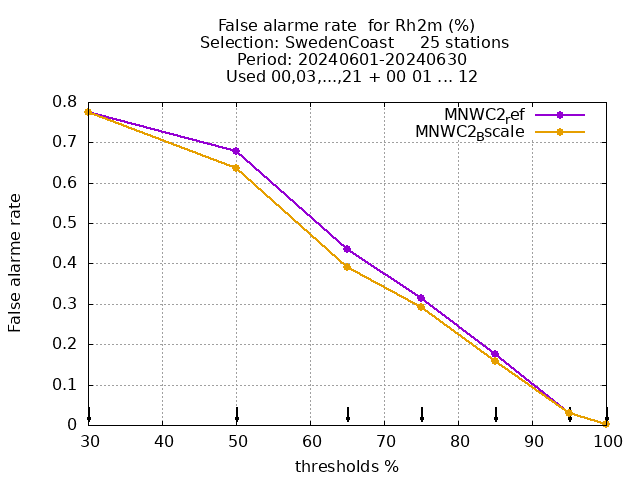 False alarme rate  for Rh2m (%)
Selection: SwedenCoast     25 stations
Period: 20240601-20240630
Used 00,03,...,21 + 00 01 ... 12
MNWC2ref
MNWC2Bscale
False alarme rate
0.8
0.7
0.6
0.5
0.4
0.3
0.2
0.1
0
30 40 50 60 70 80 90 100
thresholds %